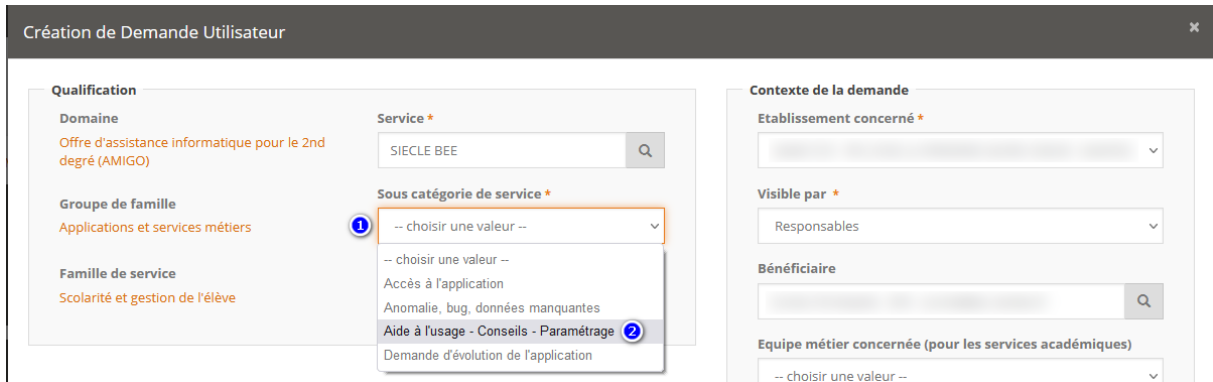 Création de Demande Utilisateur
×
Qualification
Domaine
Offre d'assistance informatique pour le 2nd
degré (AMIGO)
Groupe de famille
Applications et services métiers
Famille de service
Scolarité et gestion de l'élève
Service *
SIECLE BEE
Sous catégorie de service *
1
-- choisir une valeur --
-- choisir une valeur --
Accès à l'application
Anomalie, bug, données manquantes
Aide à l'usage - Conseils - Paramétrage 2
Demande d'évolution de l'application
Contexte de la demande
Etablissement concerné *
Visible par *
Responsables
Bénéficiaire
Equipe métier concernée (pour les services académiques)
-- choisir une valeur --